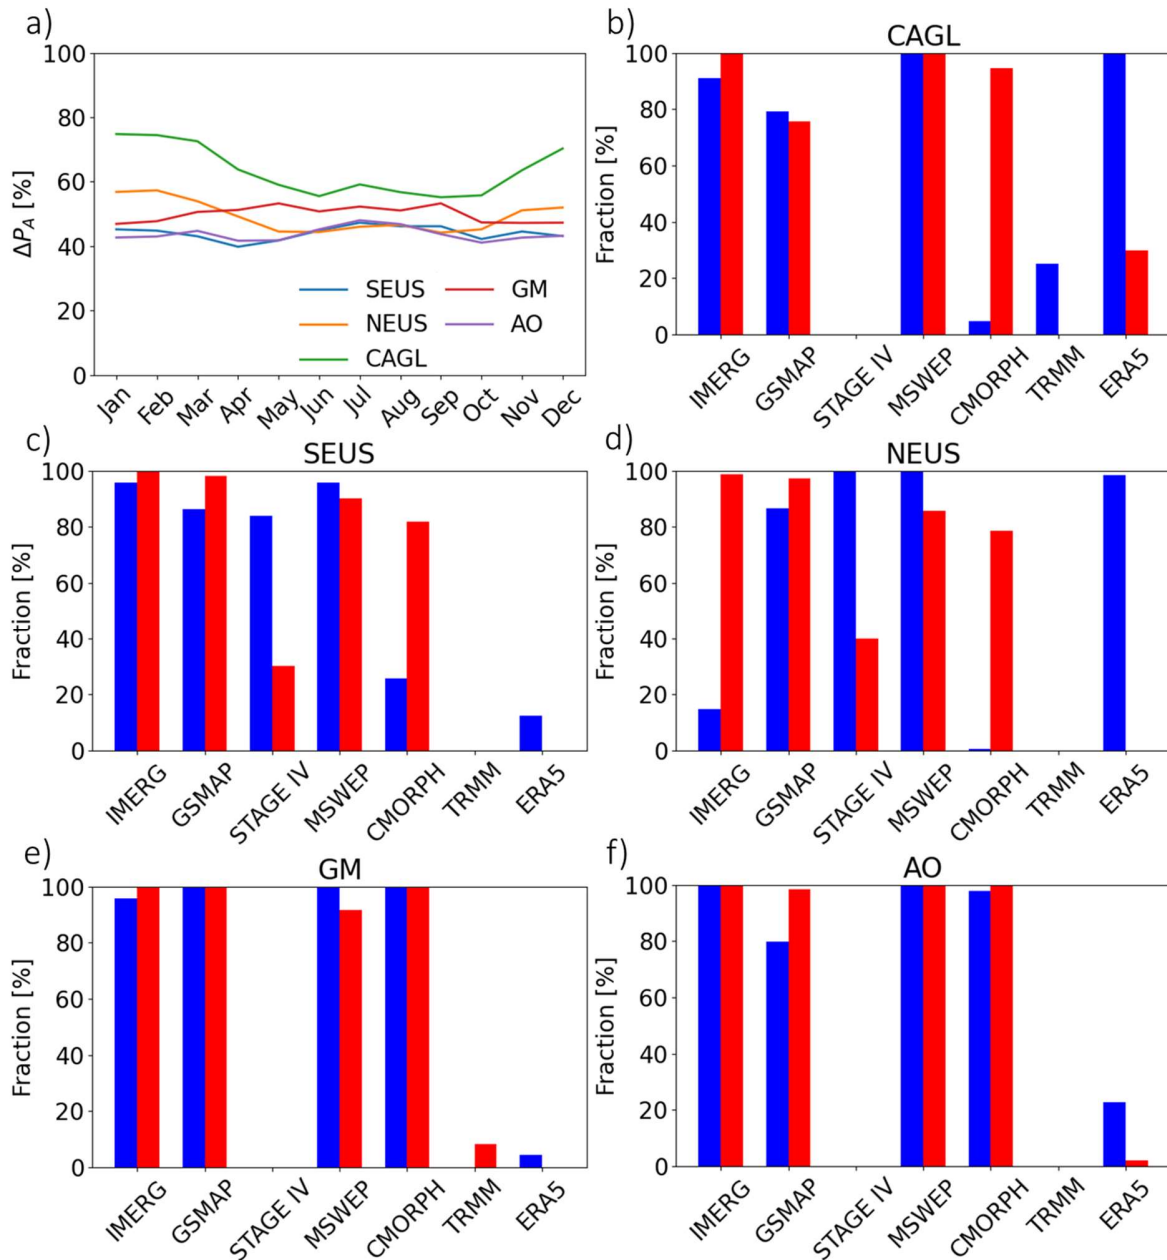 a)
100
80
60
40
20
0
ΔP_A [%]
SEUS
NEUS
CAGL
GM
AO
Jan Feb Mar Apr May Jun Jul Aug Sep Oct Nov Dec
b)
CAGL
100
80
60
40
20
0
Fraction [%]
IMERG GSMAP STAGE IV MSWEP CMORPH TRMM ERA5
c)
SEUS
100
80
60
40
20
0
Fraction [%]
IMERG GSMAP STAGE IV MSWEP CMORPH TRMM ERA5
d)
NEUS
100
80
60
40
20
0
Fraction [%]
IMERG GSMAP STAGE IV MSWEP CMORPH TRMM ERA5
e)
GM
100
80
60
40
20
0
Fraction [%]
IMERG GSMAP STAGE IV MSWEP CMORPH TRMM ERA5
f)
AO
100
80
60
40
20
0
Fraction [%]
IMERG GSMAP STAGE IV MSWEP CMORPH TRMM ERA5